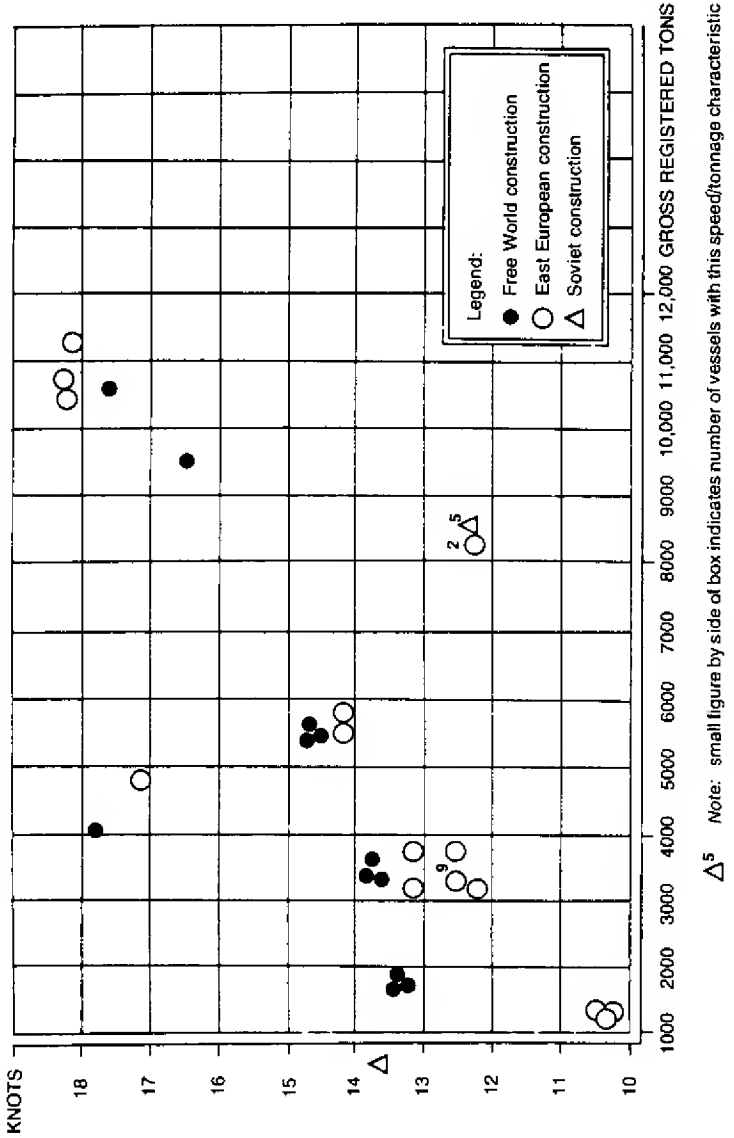 KNOTS
18
17
16
15
14
13
12
11
10
9
2
5
1000 2000 3000 4000 5000 6000 7000 8000 9000 10,000 11,000 12,000 GROSS REGISTERED TONS
Legend:
Free World construction
East European construction
Soviet construction
5 Note: small figure by side of box indicates number of vessels with this speed/tonnage characteristic